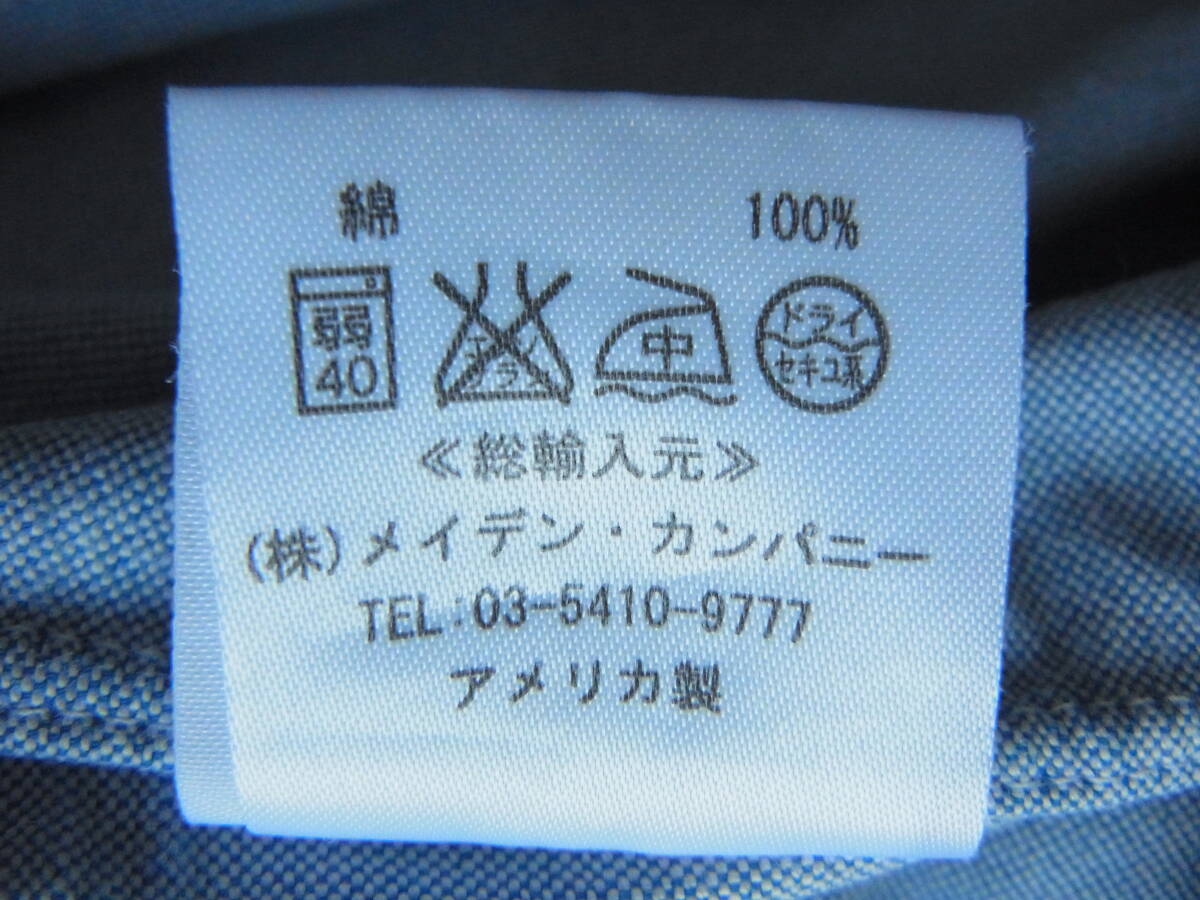 綿 100%
弱 40 エンソ サラシ 中 ドライ セキユ系
≪総輸入元≫
(株)メイデン・カンパニー
TEL:03-5410-9777
アメリカ製